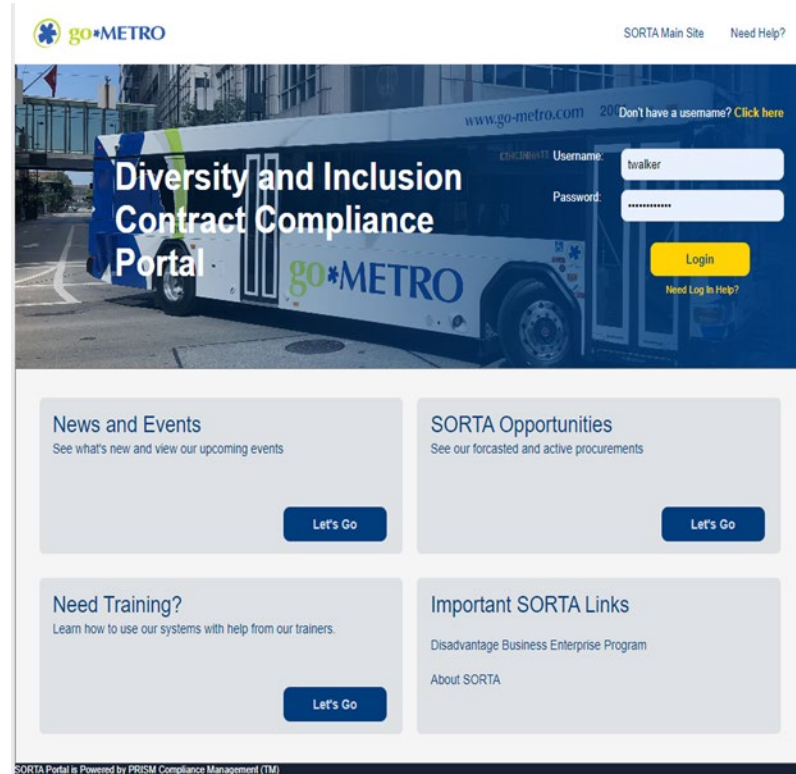 go*METRO
SORTA Main Site Need Help?
www.go-metro.com 200
Don't have a username? Click here
CINCINNATI
Username: twalker
Password: ••••••••••••
Diversity and Inclusion
Contract Compliance
Portal
go*METRO
Login
Need Log In Help?
News and Events
See what's new and view our upcoming events
Let's Go
SORTA Opportunities
See our forcasted and active procurements
Let's Go
Need Training?
Learn how to use our systems with help from our trainers.
Let's Go
Important SORTA Links
Disadvantage Business Enterprise Program
About SORTA
SORTA Portal is Powered by PRISM Compliance Management (TM)